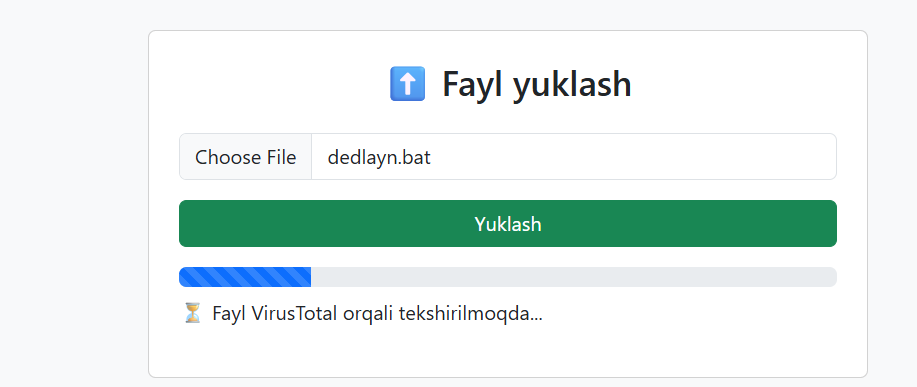 Fayl yuklash
Choose File dedlayn.bat
Yuklash
Fayl VirusTotal orqali tekshirilmoqda...